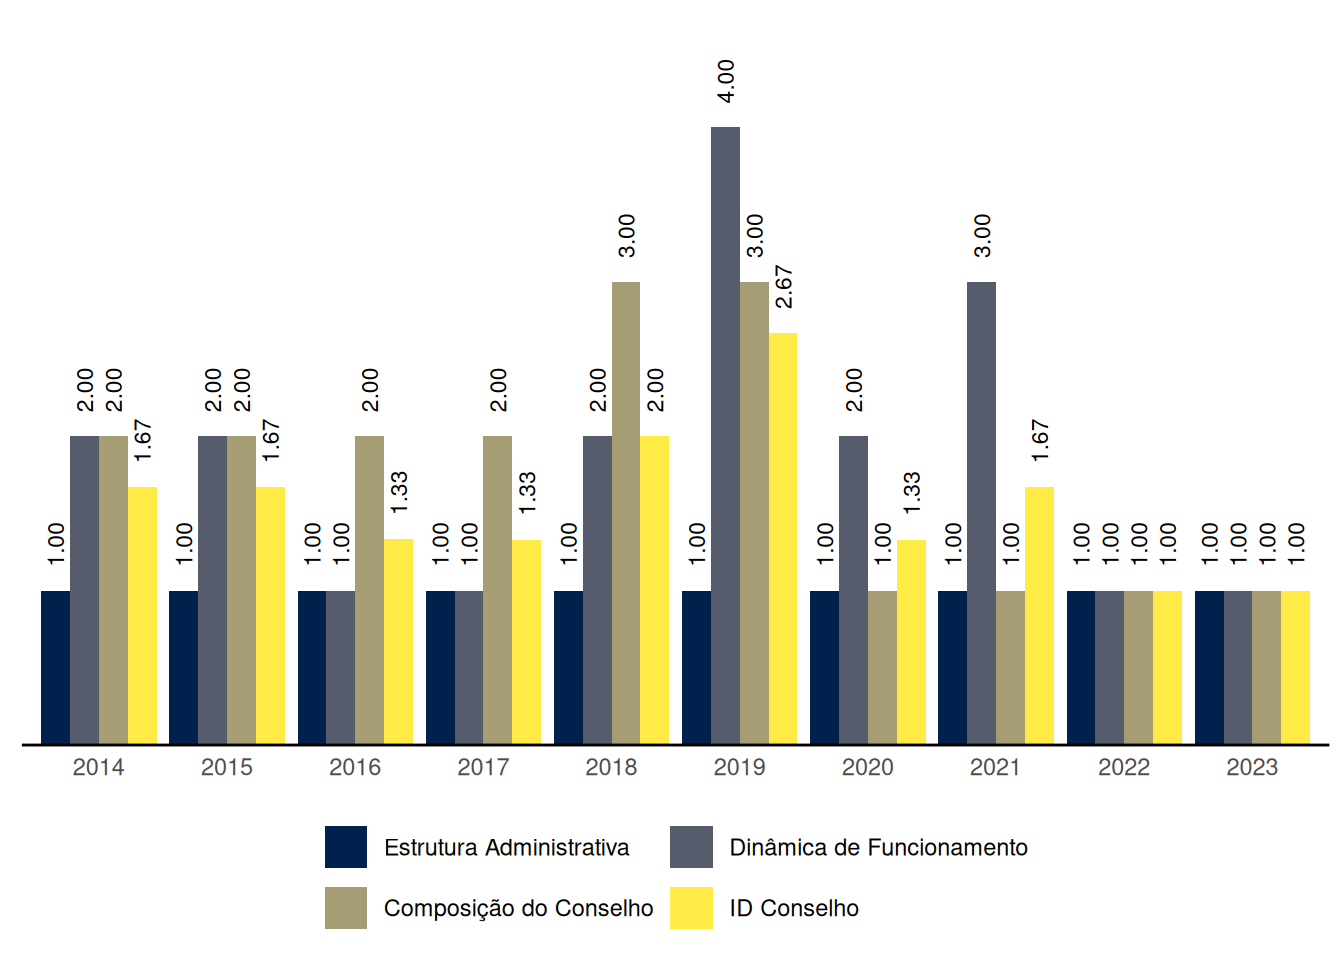 4.00
3.00 3.00 3.00
2.67
2.00 2.00 2.00 2.00 2.00 2.00 2.00 2.00 2.00
1.67 1.67 1.67
1.33 1.33 1.33
1.00 1.00 1.00 1.00 1.00 1.00 1.00 1.00 1.00 1.00 1.00 1.00 1.00 1.00 1.00 1.00 1.00 1.00 1.00 1.00
2014 2015 2016 2017 2018 2019 2020 2021 2022 2023
Estrutura Administrativa Dinâmica de Funcionamento
Composição do Conselho ID Conselho